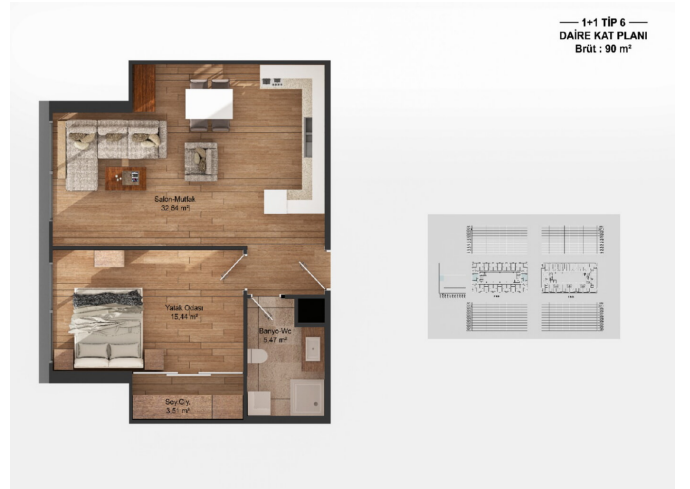 1+1 TİP 6
DAİRE KAT PLANI
Brüt : 90 m²
Salon-Mutfak
32,64 m²
Yatak Odası
15,44 m²
Banyo-Wc
5,47 m²
Soy.Oly.
3,51 m²